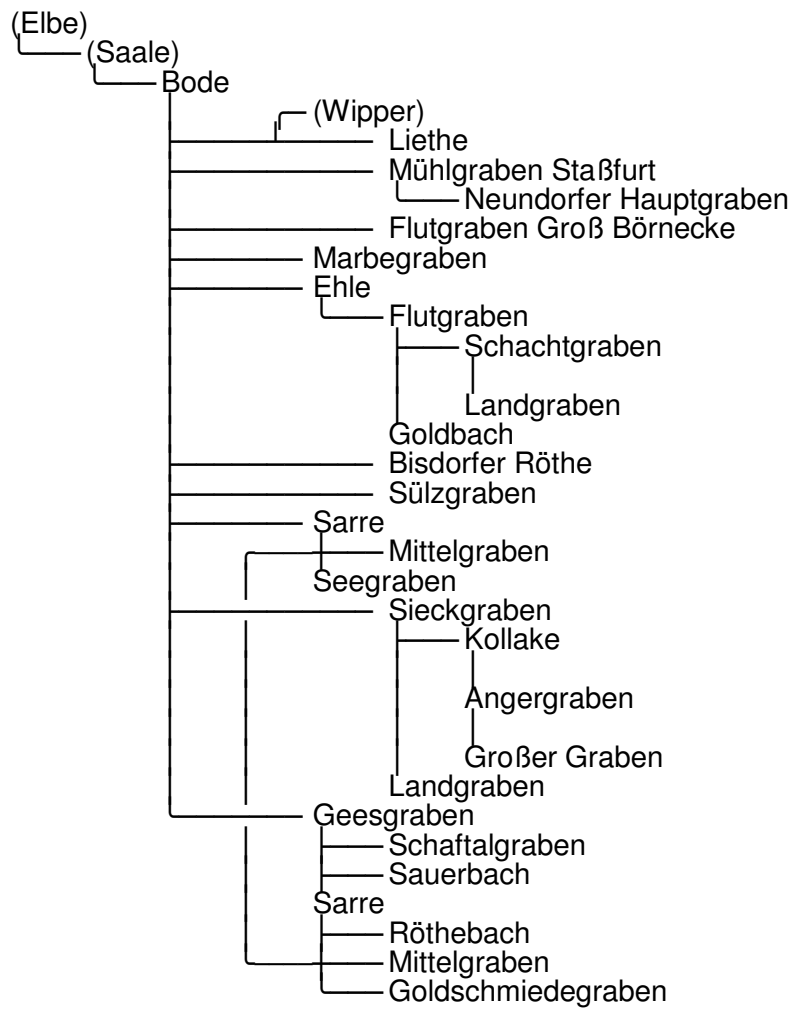 (Elbe)
(Saale)
Bode
(Wipper)
Liethe
Mühlgraben Staßfurt
Neundorfer Hauptgraben
Flutgraben Groß Börnecke
Marbegraben
Ehle
Flutgraben
Schachtgraben
Landgraben
Goldbach
Bisdorfer Röthe
Sülzgraben
Sarre
Mittelgraben
Seegraben
Sieckgraben
Kollake
Angergraben
Großer Graben
Landgraben
Geesgraben
Schaftalgraben
Sauerbach
Sarre
Röthebach
Mittelgraben
Goldschmiedegraben